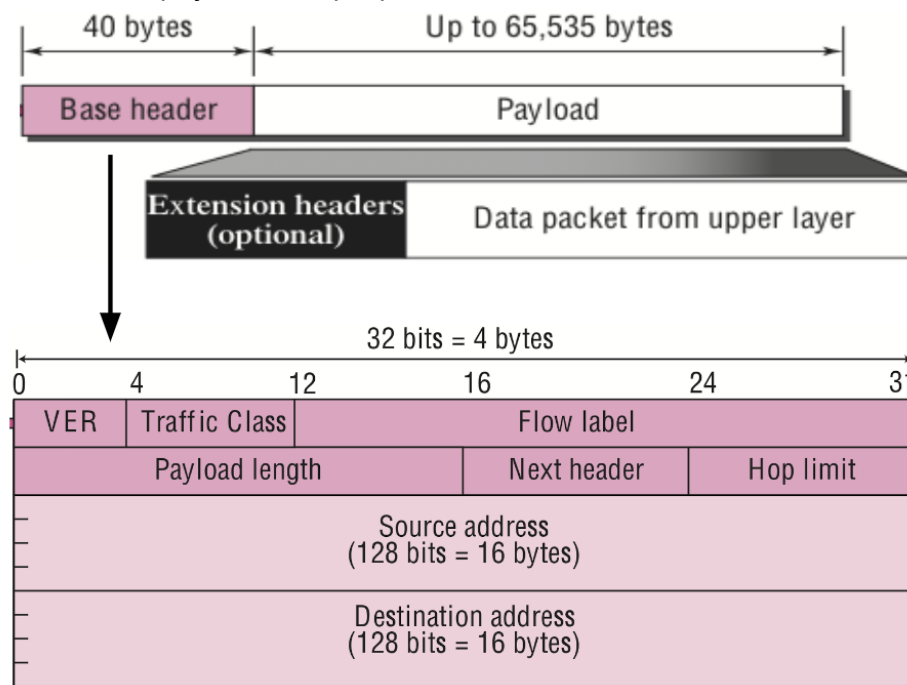 40 bytes
Up to 65,535 bytes
Base header
Payload
Extension headers
(optional)
Data packet from upper layer
32 bits = 4 bytes
0 4 12 16 24 31
VER Traffic Class Flow label
Payload length Next header Hop limit
Source address
(128 bits = 16 bytes)
Destination address
(128 bits = 16 bytes)